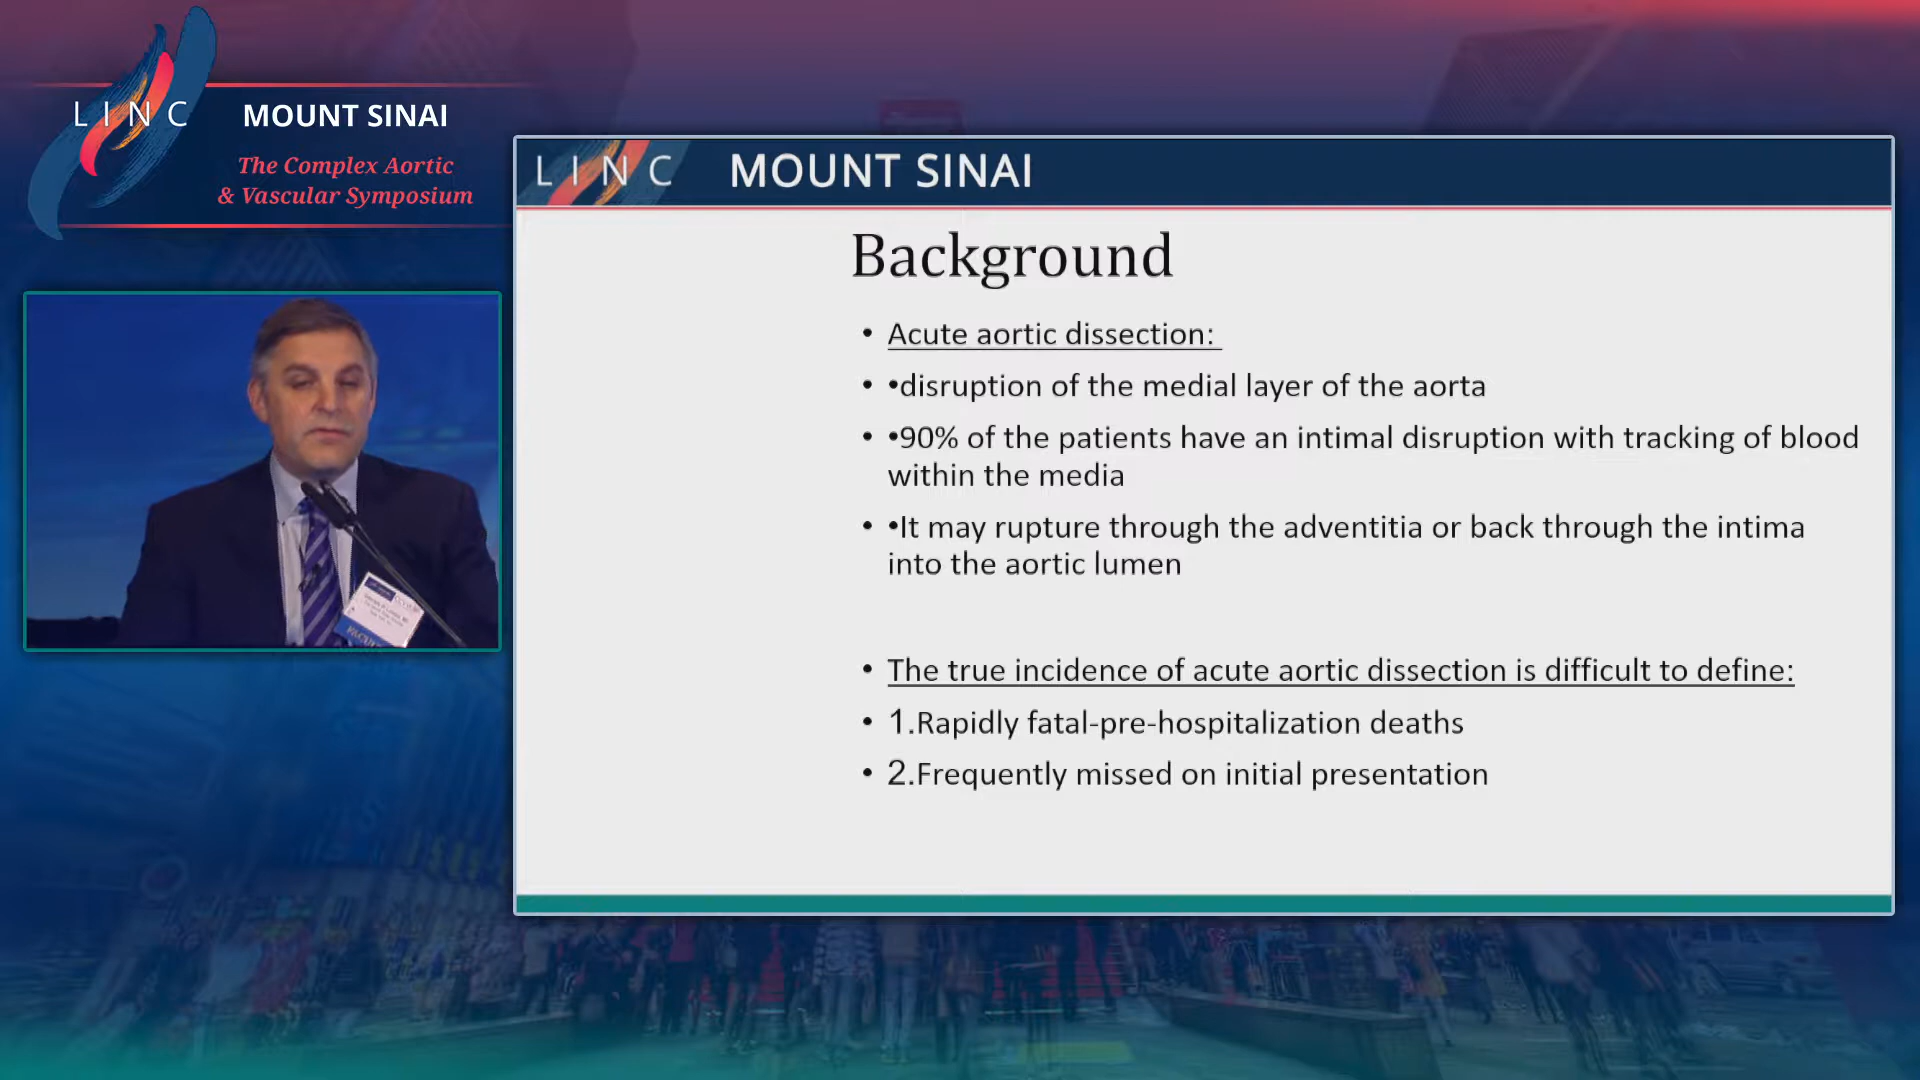 LINC
MOUNT SINAI
The Complex Aortic
& Vascular Symposium
LINC MOUNT SINAI
Background
• Acute aortic dissection:
• •disruption of the medial layer of the aorta
• •90% of the patients have an intimal disruption with tracking of blood
within the media
• •It may rupture through the adventitia or back through the intima
into the aortic lumen
• The true incidence of acute aortic dissection is difficult to define:
• 1.Rapidly fatal-pre-hospitalization deaths
• 2.Frequently missed on initial presentation